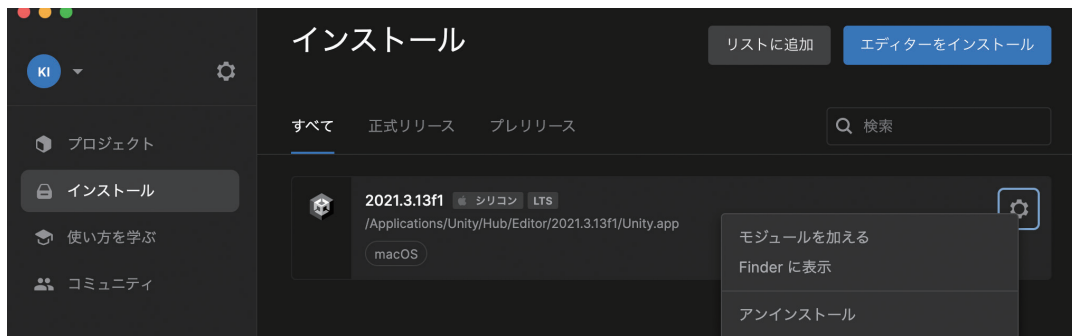 インストール
リストに追加
エディターをインストール
KI
すべて
正式リリース
プレリリース
検索
プロジェクト
インストール
使い方を学ぶ
コミュニティ
2021.3.13f1 シリコン LTS
/Applications/Unity/Hub/Editor/2021.3.13f1/Unity.app
macOS
モジュールを加える
Finder に表示
アンインストール